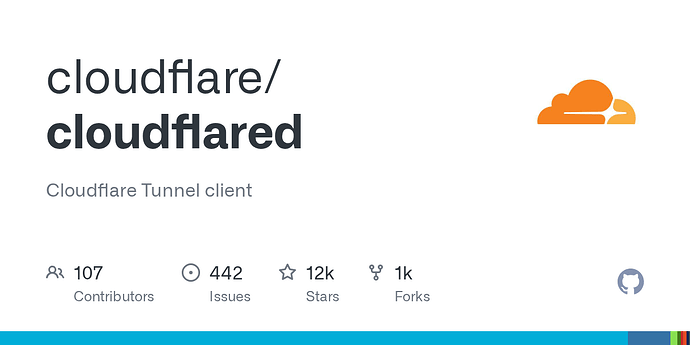 cloudflare/
cloudflared
Cloudflare Tunnel client
107
Contributors
442
Issues
12k
Stars
1k
Forks